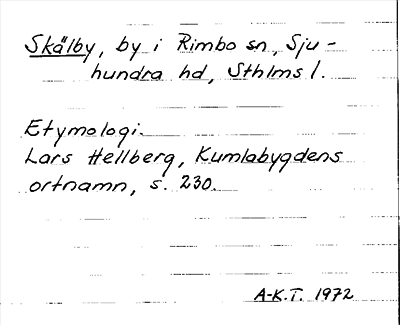 Skälby, by i Rimbo sn, Sju-
hundra hd, Sthlms l.
Etymologi.
Lars Hellberg, Kumlabygdens
ortnamn, s. 230.
A-K.T. 1972